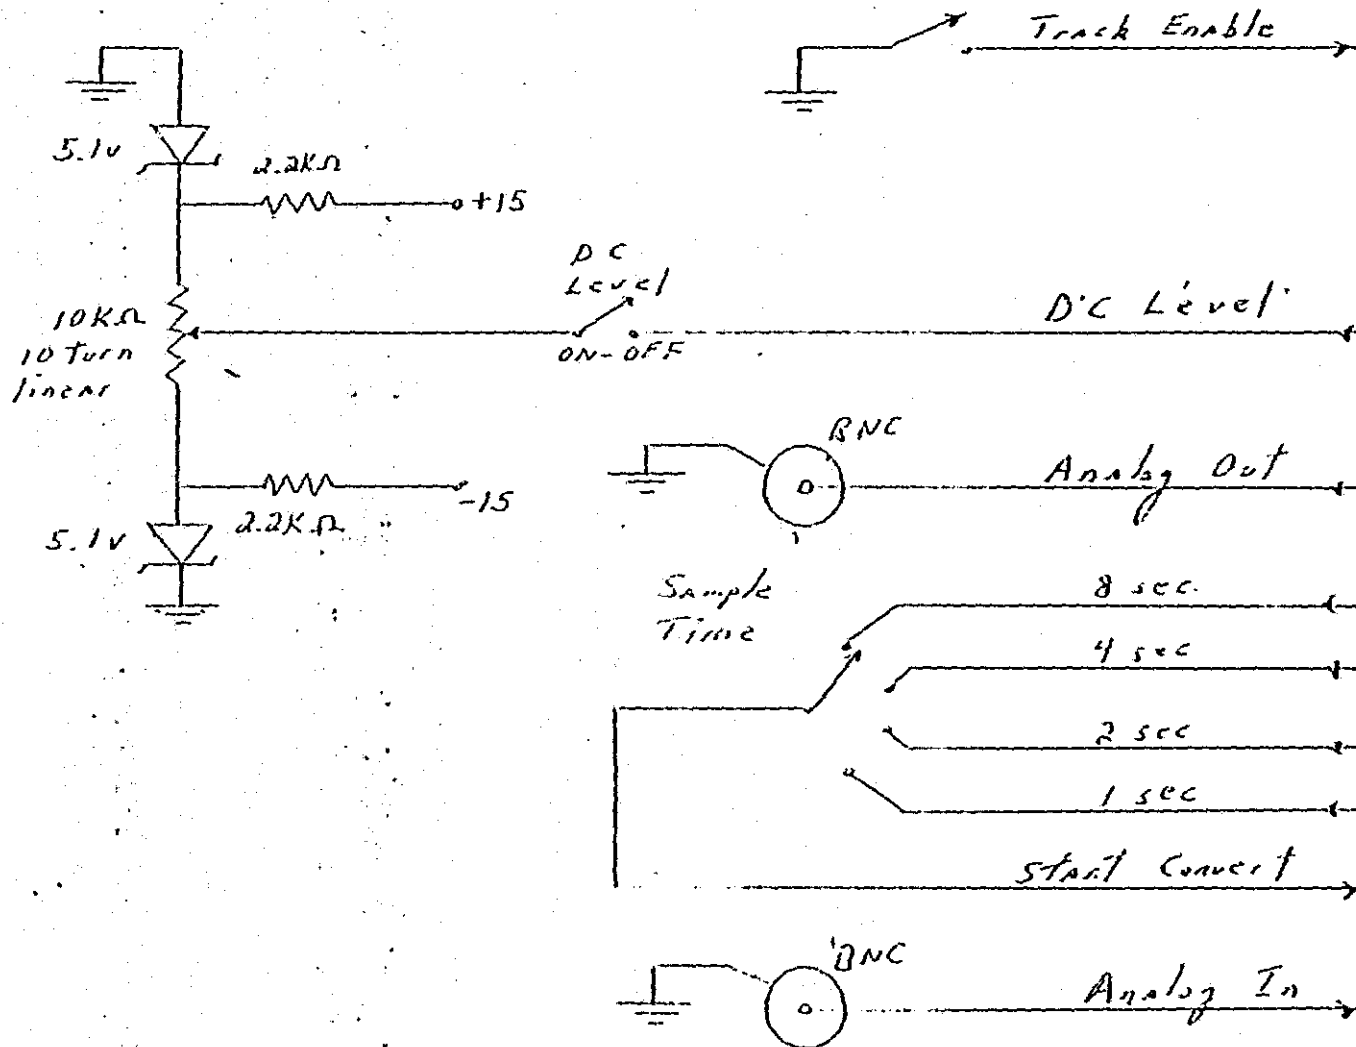 Track Enable
5.1v
2.2KΩ
+15
DC
Level
ON-OFF
DC Level
10KΩ
10 Turn
linear
BNC
Analog Out
-15
2.2KΩ
5.1v
Sample
Time
8 sec.
4 sec
2 sec
1 sec
Start Convert
BNC
Analog In